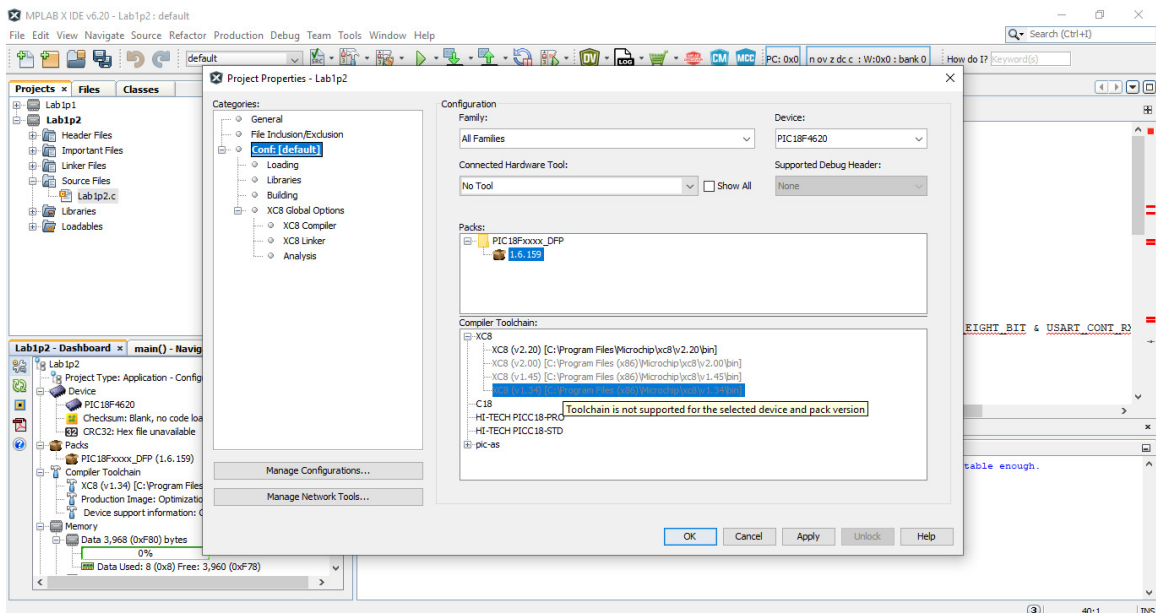 MPLAB X IDE v6.20 - Lab1p2 : default
File Edit View Navigate Source Refactor Production Debug Team Tools Window Help
Search (Ctrl+I)
default
DV
LOG
CM
MCC
PC: 0x0
n ov z dc c : W:0x0 : bank 0
How do I?
Keyword(s)
Projects
Files
Classes
Lab1p1
Lab1p2
Header Files
Important Files
Linker Files
Source Files
Lab1p2.c
Libraries
Loadables
Lab1p2 - Dashboard
main() - Navig
Lab1p2
Project Type: Application - Config
Device
PIC18F4620
Checksum: Blank, no code loa
CRC32: Hex file unavailable
Packs
PIC18Fxxxx_DFP (1.6.159)
Compiler Toolchain
XC8 (v1.34) [C:\Program Files
Production Image: Optimizatio
Device support information: C
Memory
Data 3,968 (0xF80) bytes
0%
Data Used: 8 (0x8) Free: 3,960 (0xF78)
Project Properties - Lab1p2
Categories:
General
File Inclusion/Exclusion
Conf: [default]
Loading
Libraries
Building
XC8 Global Options
XC8 Compiler
XC8 Linker
Analysis
Manage Configurations...
Manage Network Tools...
Configuration
Family:
Device:
All Families
PIC18F4620
Connected Hardware Tool:
Supported Debug Header:
No Tool
Show All
None
Packs:
PIC18Fxxxx_DFP
1.6.159
Compiler Toolchain:
XC8
XC8 (v2.20) [C:\Program Files\Microchip\xc8\v2.20\bin]
XC8 (v2.00) [C:\Program Files (x86)\Microchip\xc8\v2.00\bin]
XC8 (v1.45) [C:\Program Files (x86)\Microchip\xc8\v1.45\bin]
XC8 (v1.34) [C:\Program Files (x86)\Microchip\xc8\v1.34\bin]
C18
Toolchain is not supported for the selected device and pack version
HI-TECH PICC18-PRO
HI-TECH PICC18-STD
pic-as
OK
Cancel
Apply
Unlock
Help
EIGHT_BIT & USART_CONT_RX
table enough.
3
40:1
INS